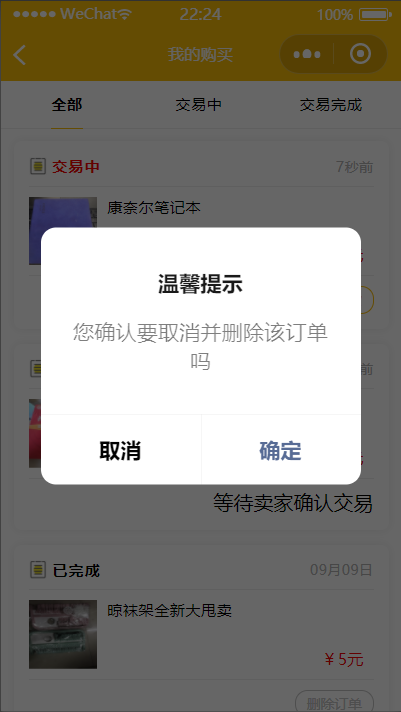 WeChat 22:24 100%
我的购买
全部 交易中 交易完成
交易中 7秒前
康奈尔笔记本
温馨提示
您确认要取消并删除该订单
吗
取消 确定
等待卖家确认交易
已完成 09月09日
晾袜架全新大甩卖
￥5元
删除订单